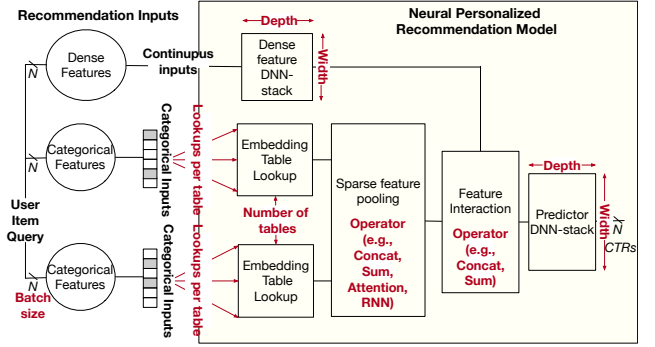 Recommendation Inputs
Neural Personalized
Recommendation Model
Dense
Features
N
Continupus
inputs
Depth
Width
Dense
feature
DNN-
stack
Categorical
Features
N
Categorical Inputs
Lookups per table
Embedding
Table
Lookup
Number of
tables
User
Item
Query
Categorical
Features
N
Batch
size
Categorical Inputs
Lookups per table
Embedding
Table
Lookup
Sparse feature
pooling
Operator
(e.g.,
Concat,
Sum,
Attention,
RNN)
Feature
Interaction
Operator
(e.g.,
Concat,
Sum)
Depth
Width
Predictor
DNN-stack
N
CTRs